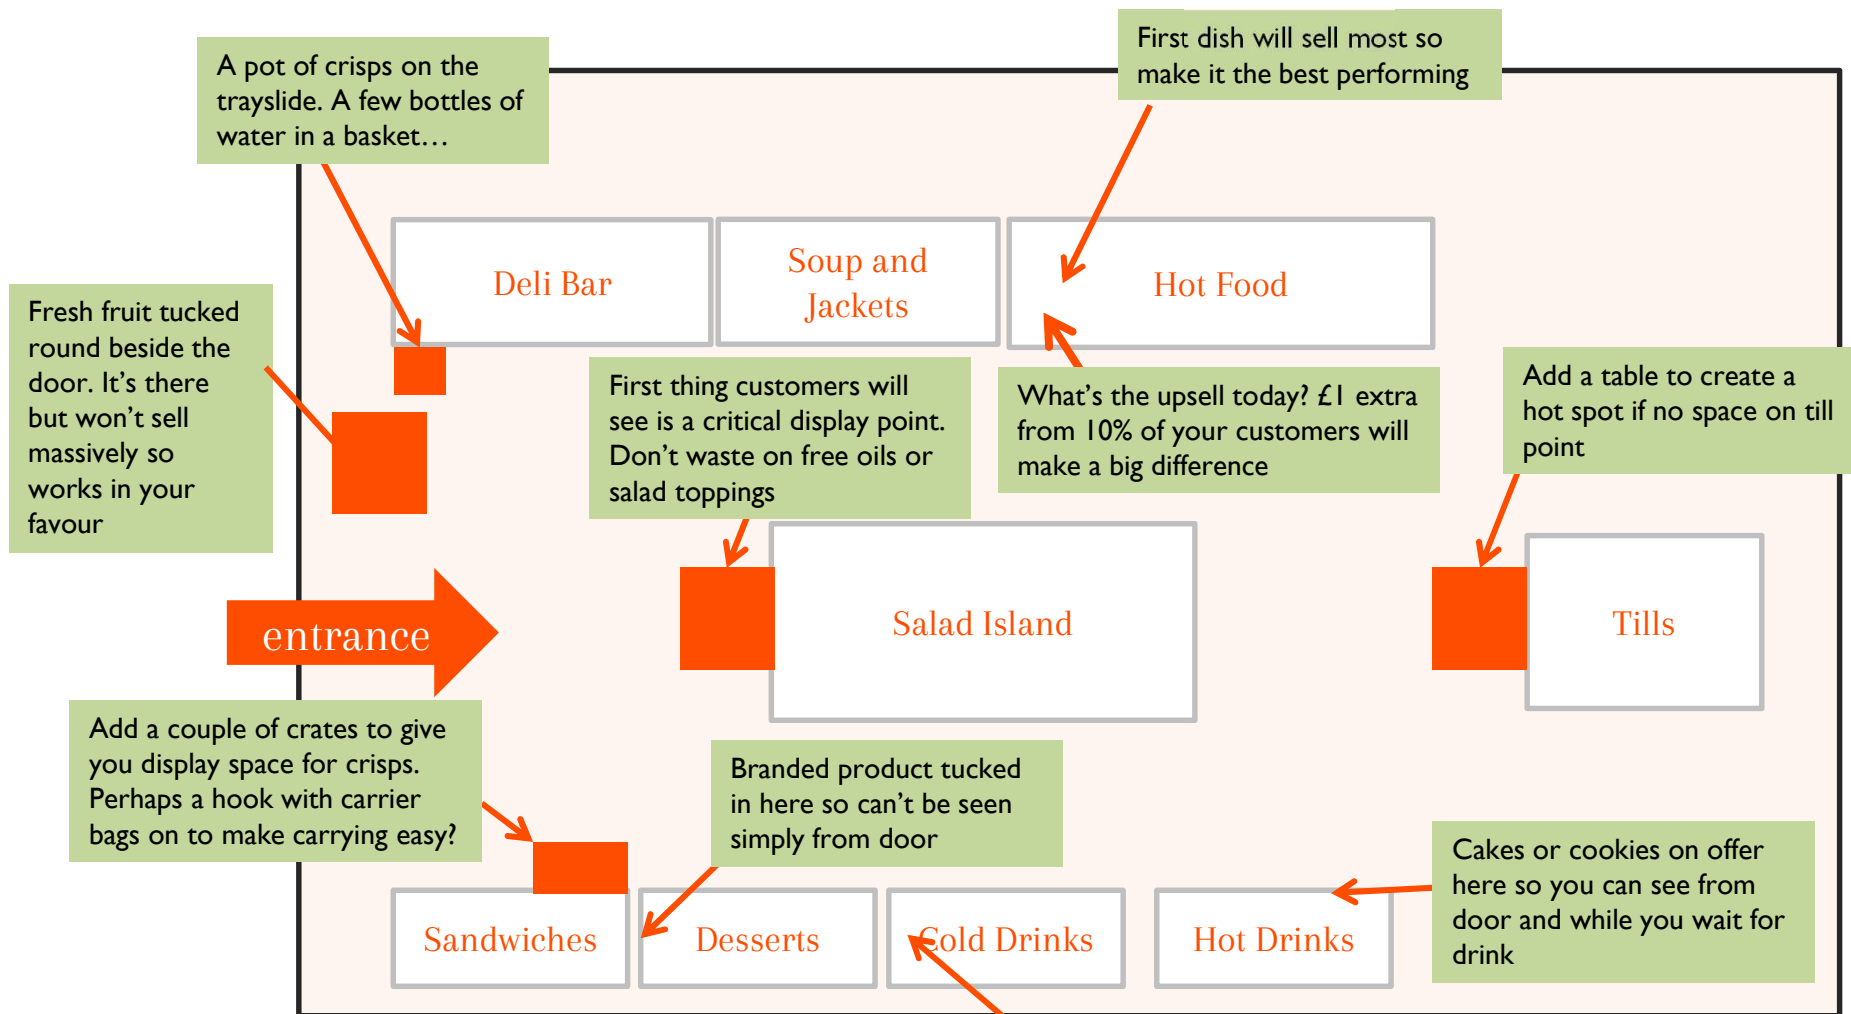 First dish will sell most so
make it the best performing
A pot of crisps on the
trayslide. A few bottles of
water in a basket…
Deli Bar
Soup and
Jackets
Hot Food
Fresh fruit tucked
round beside the
door. It’s there
but won’t sell
massively so
works in your
favour
First thing customers will
see is a critical display point.
Don’t waste on free oils or
salad toppings
What’s the upsell today? £1 extra
from 10% of your customers will
make a big difference
Add a table to create a
hot spot if no space on till
point
entrance
Salad Island
Tills
Add a couple of crates to give
you display space for crisps.
Perhaps a hook with carrier
bags on to make carrying easy?
Branded product tucked
in here so can’t be seen
simply from door
Cakes or cookies on offer
here so you can see from
door and while you wait for
drink
Sandwiches
Desserts
Cold Drinks
Hot Drinks